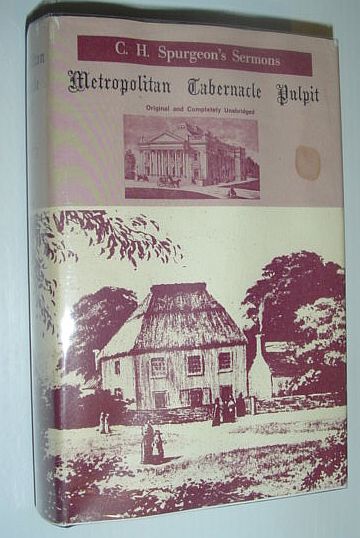 C. H. Spurgeon's Sermons
Metropolitan Tabernacle Pulpit
Original and Completely Unabridged